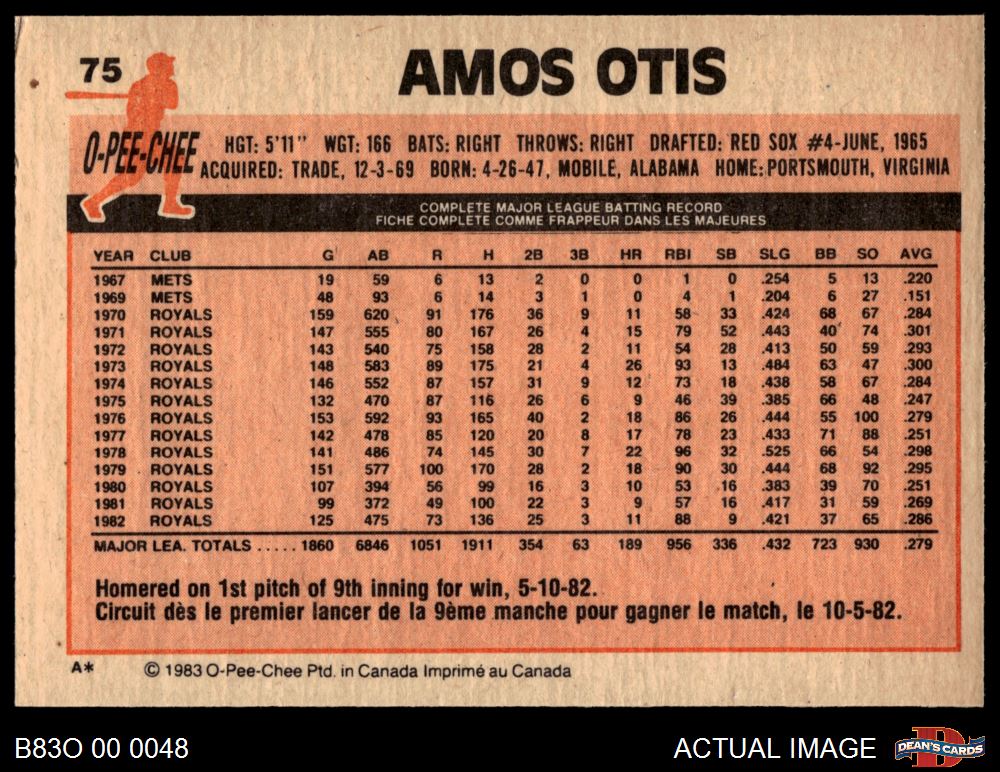 75
AMOS OTIS
O-PEE-CHEE
HGT: 5'11" WGT: 166 BATS: RIGHT THROWS: RIGHT DRAFTED: RED SOX #4-JUNE, 1965
ACQUIRED: TRADE, 12-3-69 BORN: 4-26-47, MOBILE, ALABAMA HOME: PORTSMOUTH, VIRGINIA
COMPLETE MAJOR LEAGUE BATTING RECORD
FICHE COMPLÈTE COMME FRAPPEUR DANS LES MAJEURES
YEAR CLUB G AB R H 2B 3B HR RBI SB SLG BB SO AVG
1967 METS 19 59 6 13 2 0 0 1 0 .254 5 13 .220
1969 METS 48 93 6 14 3 1 0 4 1 .204 6 27 .151
1970 ROYALS 159 620 91 176 36 9 11 58 33 .424 68 67 .284
1971 ROYALS 147 555 80 167 26 4 15 79 52 .443 40 74 .301
1972 ROYALS 143 540 75 158 28 2 11 54 28 .413 50 59 .293
1973 ROYALS 148 583 89 175 21 4 26 93 13 .484 63 47 .300
1974 ROYALS 146 552 87 157 31 9 12 73 18 .438 58 67 .284
1975 ROYALS 132 470 87 116 26 6 9 46 39 .385 66 48 .247
1976 ROYALS 153 592 93 165 40 2 18 86 26 .444 55 100 .279
1977 ROYALS 142 478 85 120 20 8 17 78 23 .433 71 88 .251
1978 ROYALS 141 486 74 145 30 7 22 96 32 .525 66 54 .298
1979 ROYALS 151 577 100 170 28 2 18 90 30 .444 68 92 .295
1980 ROYALS 107 394 56 99 16 3 10 53 16 .383 39 70 .251
1981 ROYALS 99 372 49 100 22 3 9 57 16 .417 31 59 .269
1982 ROYALS 125 475 73 136 25 3 11 88 9 .421 37 65 .286
MAJOR LEA. TOTALS ..... 1860 6846 1051 1911 354 63 189 956 336 .432 723 930 .279
Homered on 1st pitch of 9th inning for win, 5-10-82.
Circuit dès le premier lancer de la 9ème manche pour gagner le match, le 10-5-82.
A* © 1983 O-Pee-Chee Ptd. in Canada Imprimé au Canada
B83O 00 0048 ACTUAL IMAGE DEAN'S CARDS